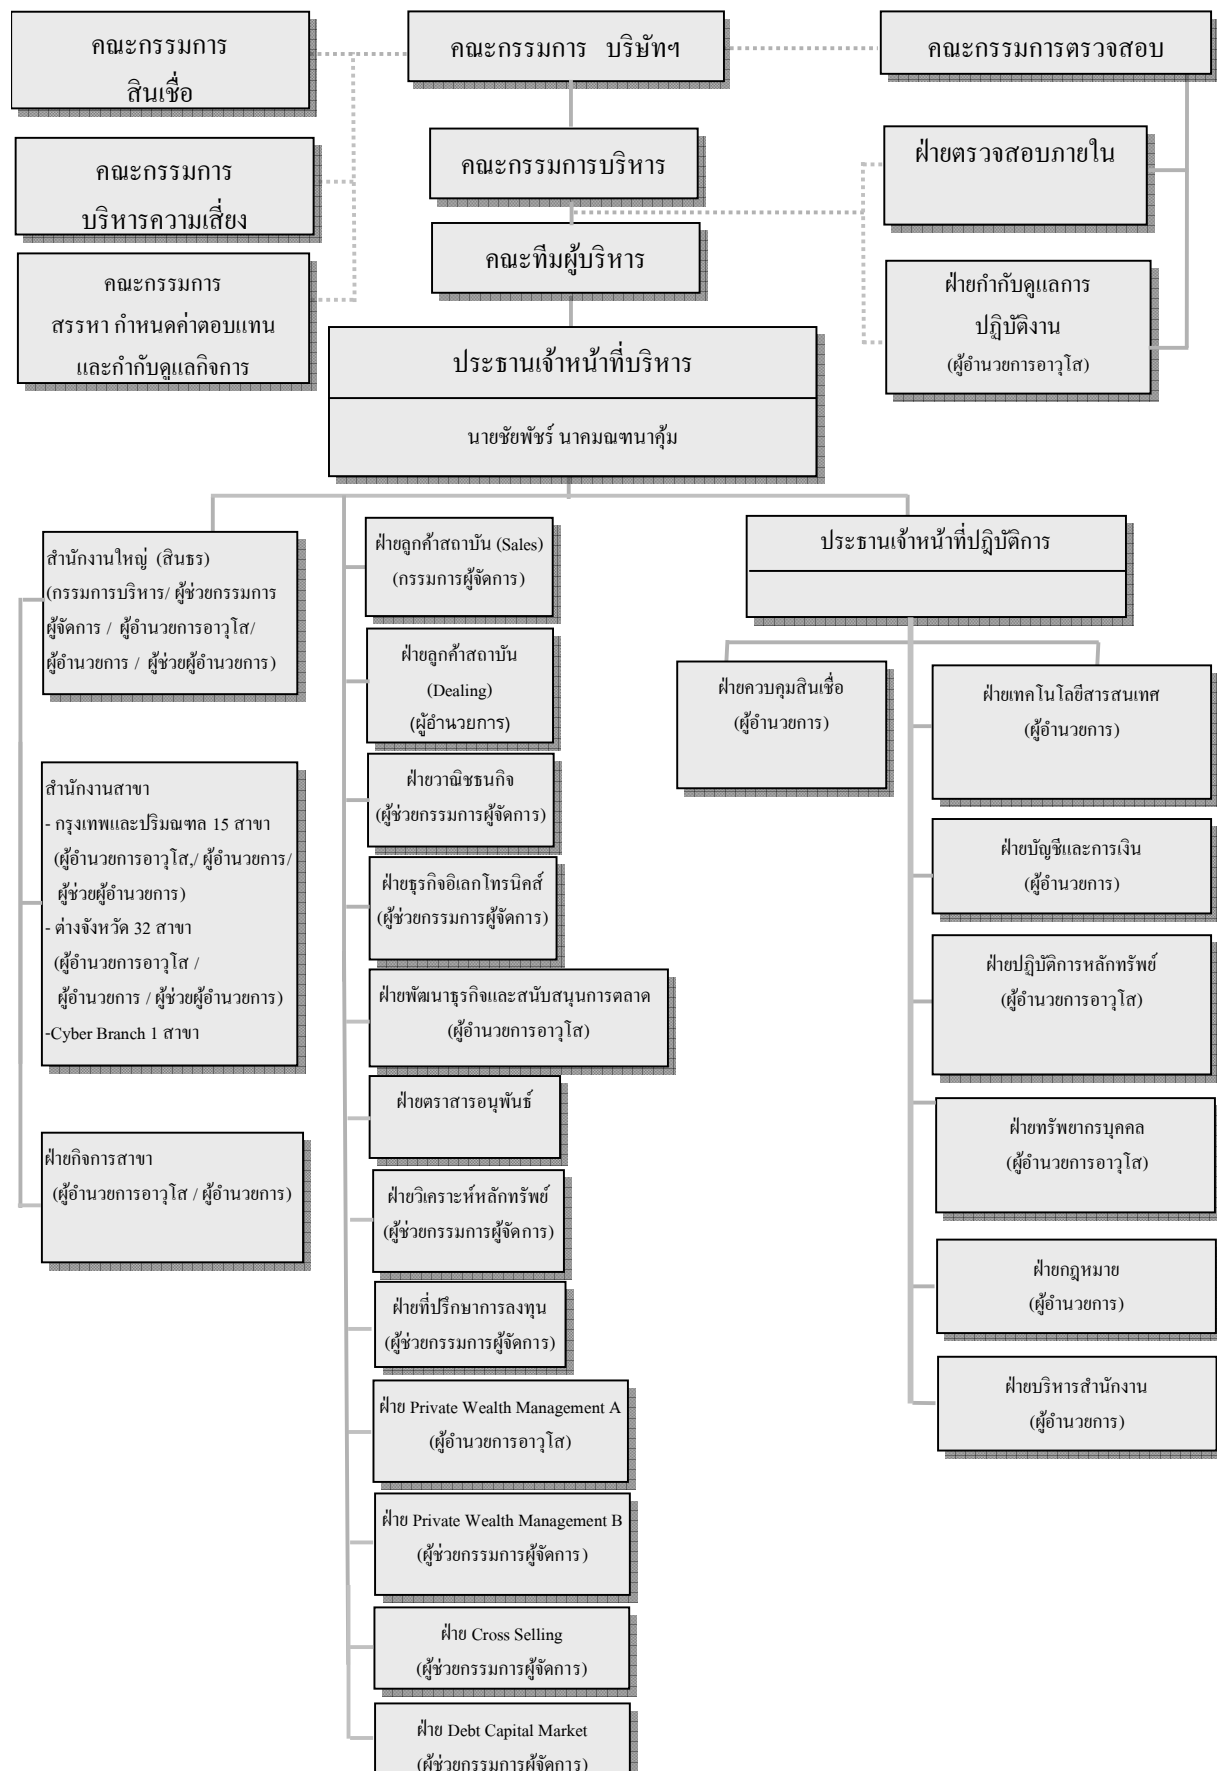 คณะกรรมการ
สินเชื่อ
คณะกรรมการ บริษัทฯ
คณะกรรมการตรวจสอบ
คณะกรรมการ
บริหารความเสี่ยง
คณะกรรมการบริหาร
ฝ่ายตรวจสอบภายใน
คณะทีมผู้บริหาร
คณะกรรมการ
สรรหา กำหนดค่าตอบแทน
และกำกับดูแลกิจการ
ฝ่ายกำกับดูแลการ
ปฏิบัติงาน
(ผู้อำนวยการอาวุโส)
ประธานเจ้าหน้าที่บริหาร
นายชัยพัชร์ นาคมณฑนาคุ้ม
สำนักงานใหญ่ (สินธร)
(กรรมการบริหาร/ ผู้ช่วยกรรมการ
ผู้จัดการ / ผู้อำนวยการอาวุโส/
ผู้อำนวยการ / ผู้ช่วยผู้อำนวยการ)
สำนักงานสาขา
- กรุงเทพและปริมณฑล 15 สาขา
(ผู้อำนวยการอาวุโส,/ ผู้อำนวยการ/
ผู้ช่วยผู้อำนวยการ)
- ต่างจังหวัด 32 สาขา
(ผู้อำนวยการอาวุโส /
ผู้อำนวยการ / ผู้ช่วยผู้อำนวยการ)
-Cyber Branch 1 สาขา
ฝ่ายกิจการสาขา
(ผู้อำนวยการอาวุโส / ผู้อำนวยการ)
ฝ่ายลูกค้าสถาบัน (Sales)
(กรรมการผู้จัดการ)
ฝ่ายลูกค้าสถาบัน
(Dealing)
(ผู้อำนวยการ)
ฝ่ายวาณิชธนกิจ
(ผู้ช่วยกรรมการผู้จัดการ)
ฝ่ายธุรกิจอิเลกโทรนิคส์
(ผู้ช่วยกรรมการผู้จัดการ)
ฝ่ายพัฒนาธุรกิจและสนับสนุนการตลาด
(ผู้อำนวยการอาวุโส)
ฝ่ายตราสารอนุพันธ์
ฝ่ายวิเคราะห์หลักทรัพย์
(ผู้ช่วยกรรมการผู้จัดการ)
ฝ่ายที่ปรึกษาการลงทุน
(ผู้ช่วยกรรมการผู้จัดการ)
ฝ่าย Private Wealth Management A
(ผู้อำนวยการอาวุโส)
ฝ่าย Private Wealth Management B
(ผู้ช่วยกรรมการผู้จัดการ)
ฝ่าย Cross Selling
(ผู้ช่วยกรรมการผู้จัดการ)
ฝ่าย Debt Capital Market
(ผู้ช่วยกรรมการผู้จัดการ)
ประธานเจ้าหน้าที่ปฎิบัติการ
ฝ่ายควบคุมสินเชื่อ
(ผู้อำนวยการ)
ฝ่ายเทคโนโลยีสารสนเทศ
(ผู้อำนวยการ)
ฝ่ายบัญชีและการเงิน
(ผู้อำนวยการ)
ฝ่ายปฏิบัติการหลักทรัพย์
(ผู้อำนวยการอาวุโส)
ฝ่ายทรัพยากรบุคคล
(ผู้อำนวยการอาวุโส)
ฝ่ายกฎหมาย
(ผู้อำนวยการ)
ฝ่ายบริหารสำนักงาน
(ผู้อำนวยการ)